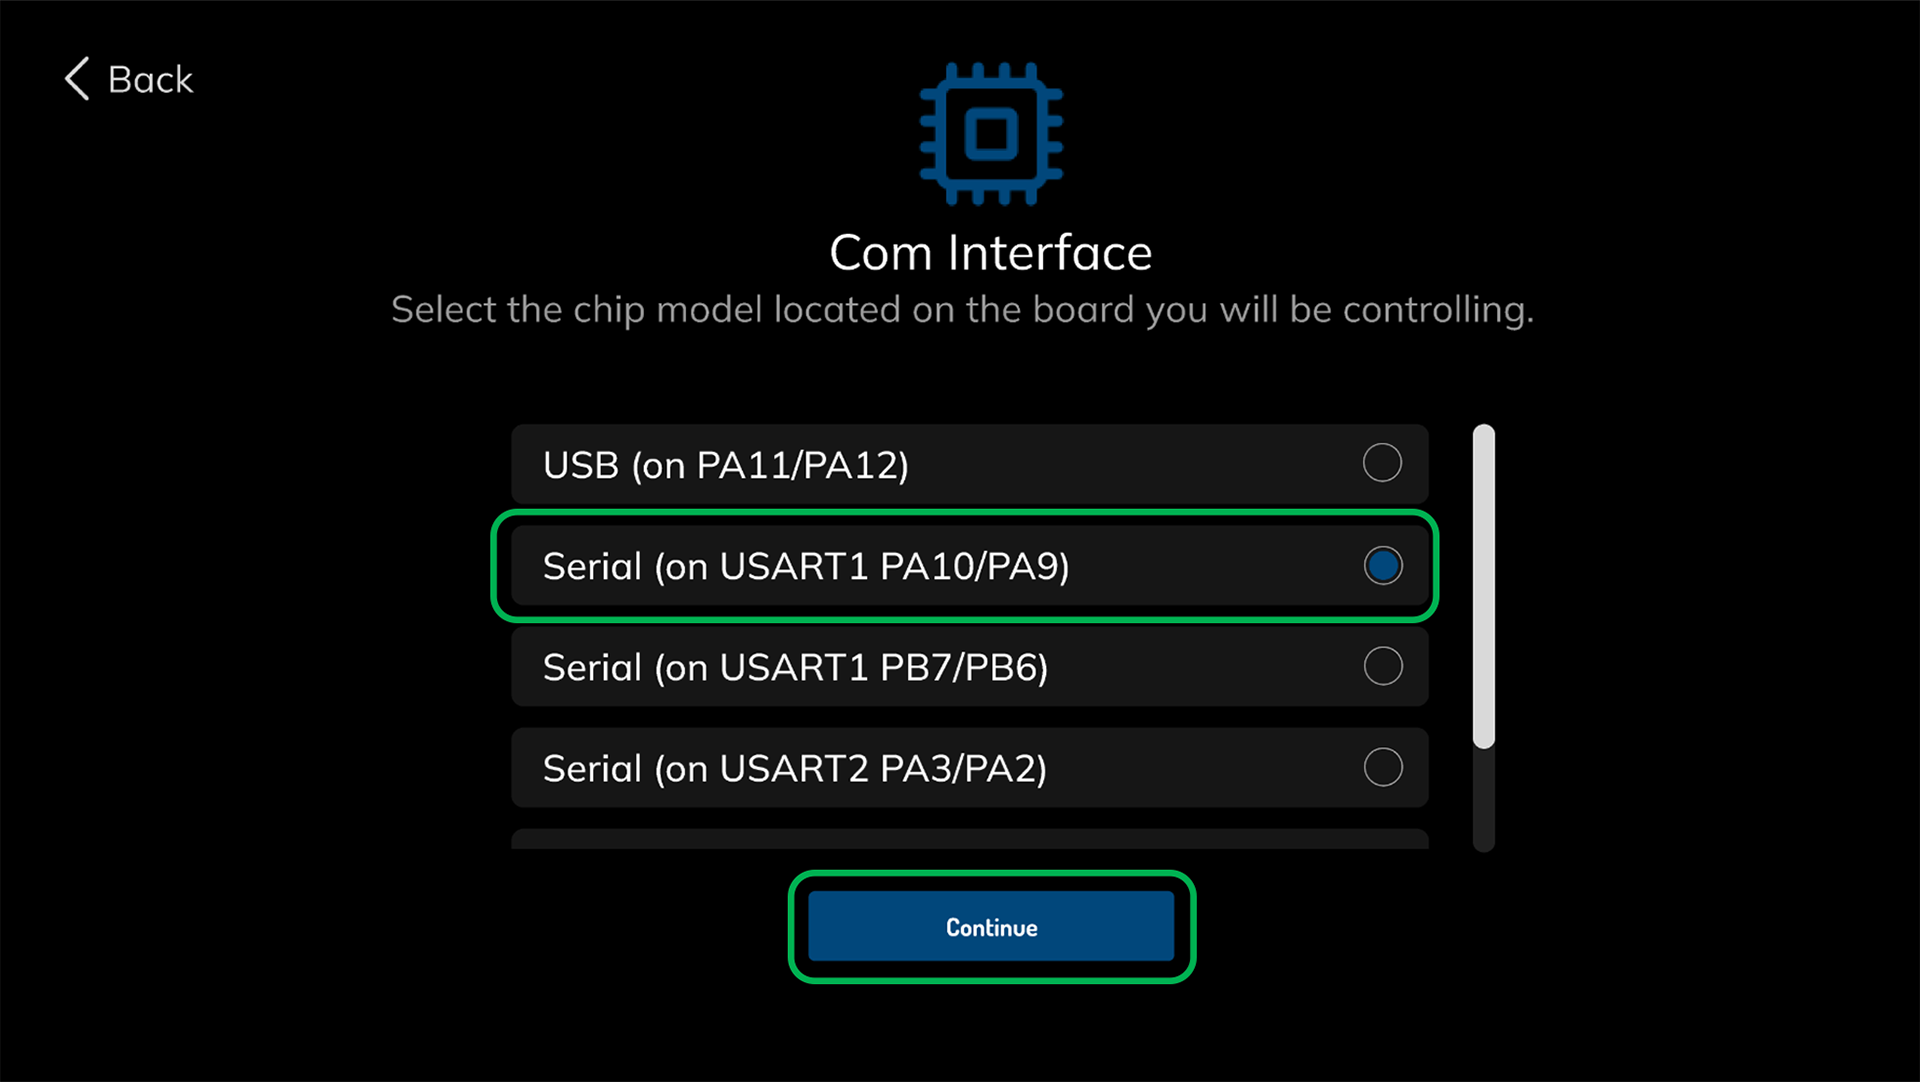 Back
Com Interface
Select the chip model located on the board you will be controlling.
USB (on PA11/PA12)
Serial (on USART1 PA10/PA9)
Serial (on USART1 PB7/PB6)
Serial (on USART2 PA3/PA2)
Continue